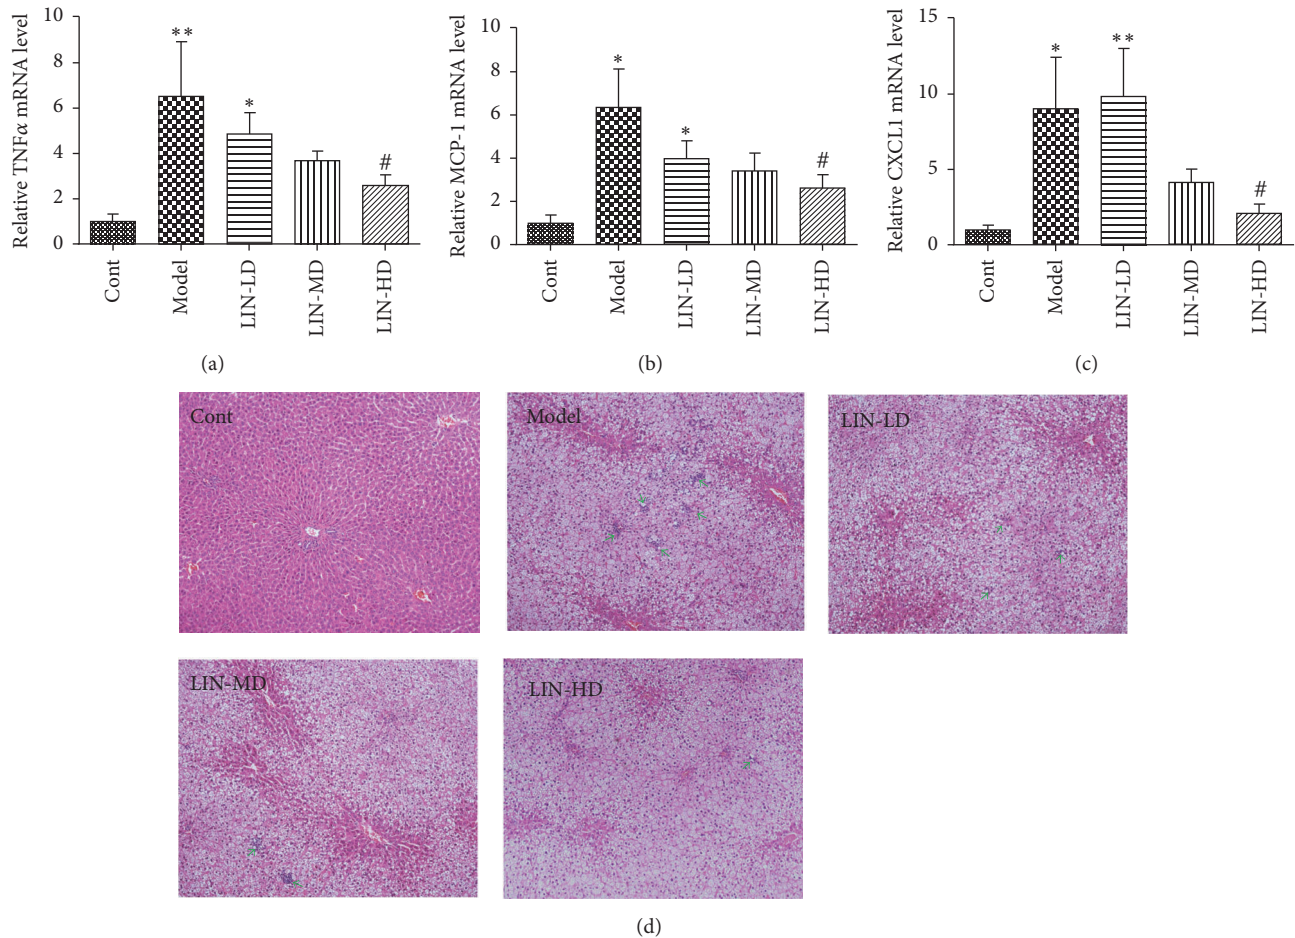 Relative TNFα mRNA level
10
8
6
4
2
0
**
*
#
Cont
Model
LIN-LD
LIN-MD
LIN-HD
(a)
Relative MCP-1 mRNA level
10
8
6
4
2
0
*
*
#
Cont
Model
LIN-LD
LIN-MD
LIN-HD
(b)
Relative CXCL1 mRNA level
15
10
5
0
*
**
#
Cont
Model
LIN-LD
LIN-MD
LIN-HD
(c)
Cont
Model
LIN-LD
LIN-MD
LIN-HD
(d)